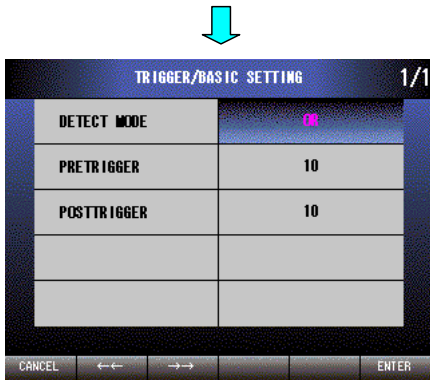 TRIGGER/BASIC SETTING 1/1
DETECT MODE OR
PRETRIGGER 10
POSTTRIGGER 10
CANCEL ←← →→ ENTER